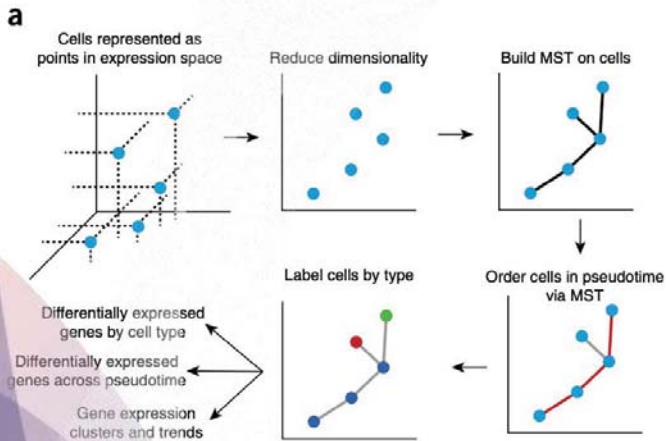 a
Cells represented as
points in expression space
Reduce dimensionality
Build MST on cells
Order cells in pseudotime
via MST
Label cells by type
Differentially expressed
genes by cell type
Differentially expressed
genes across pseudotime
Gene expression
clusters and trends